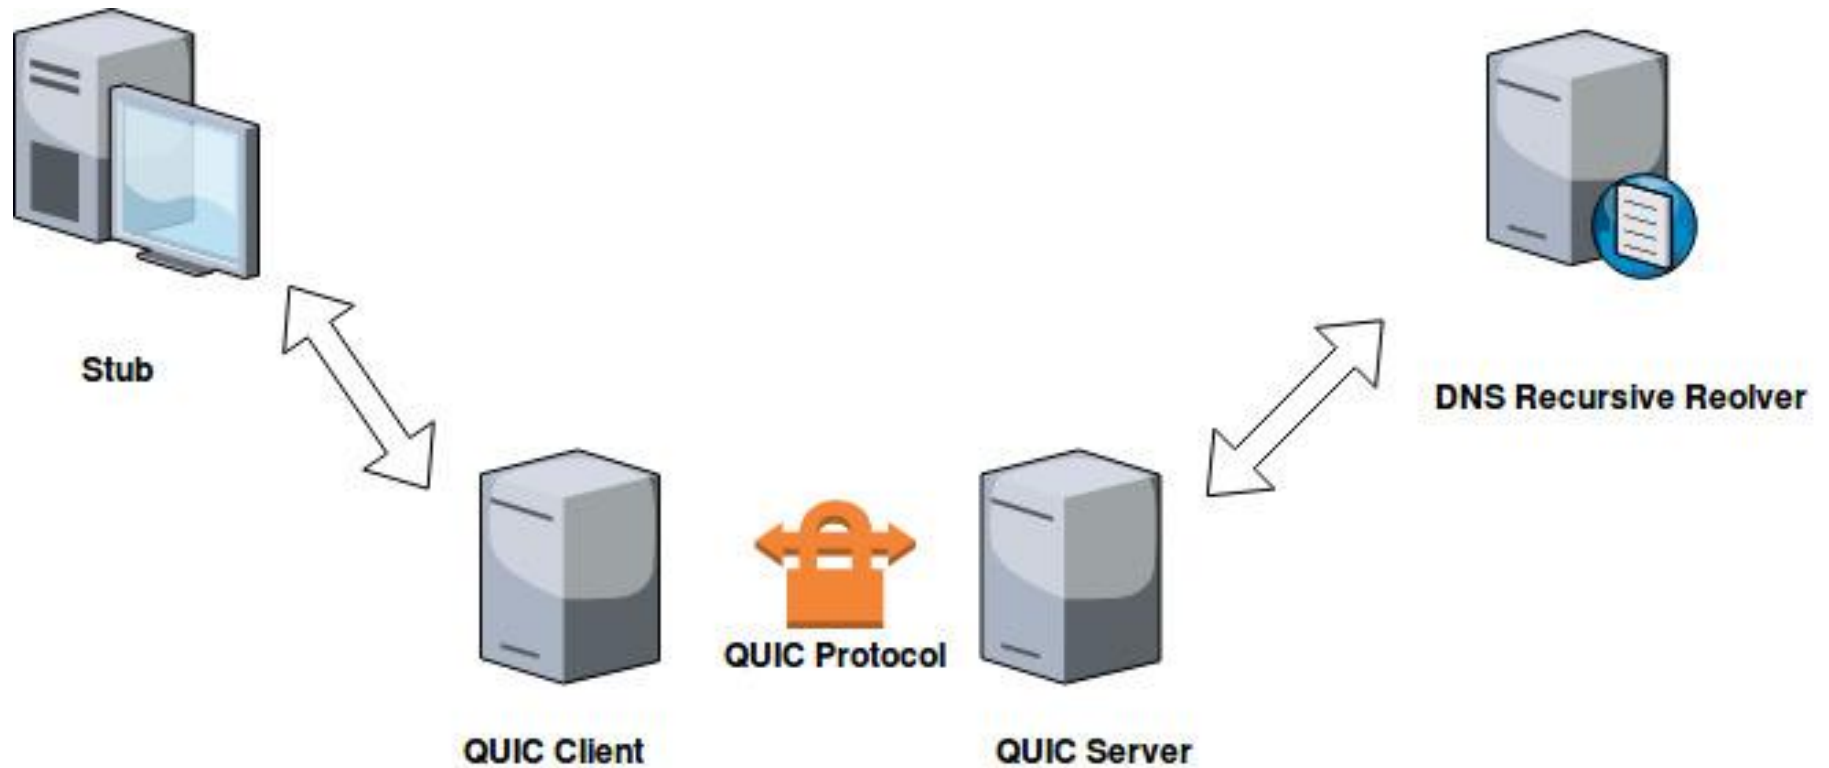 Stub
DNS Recursive Reolver
QUIC Protocol
QUIC Client
QUIC Server